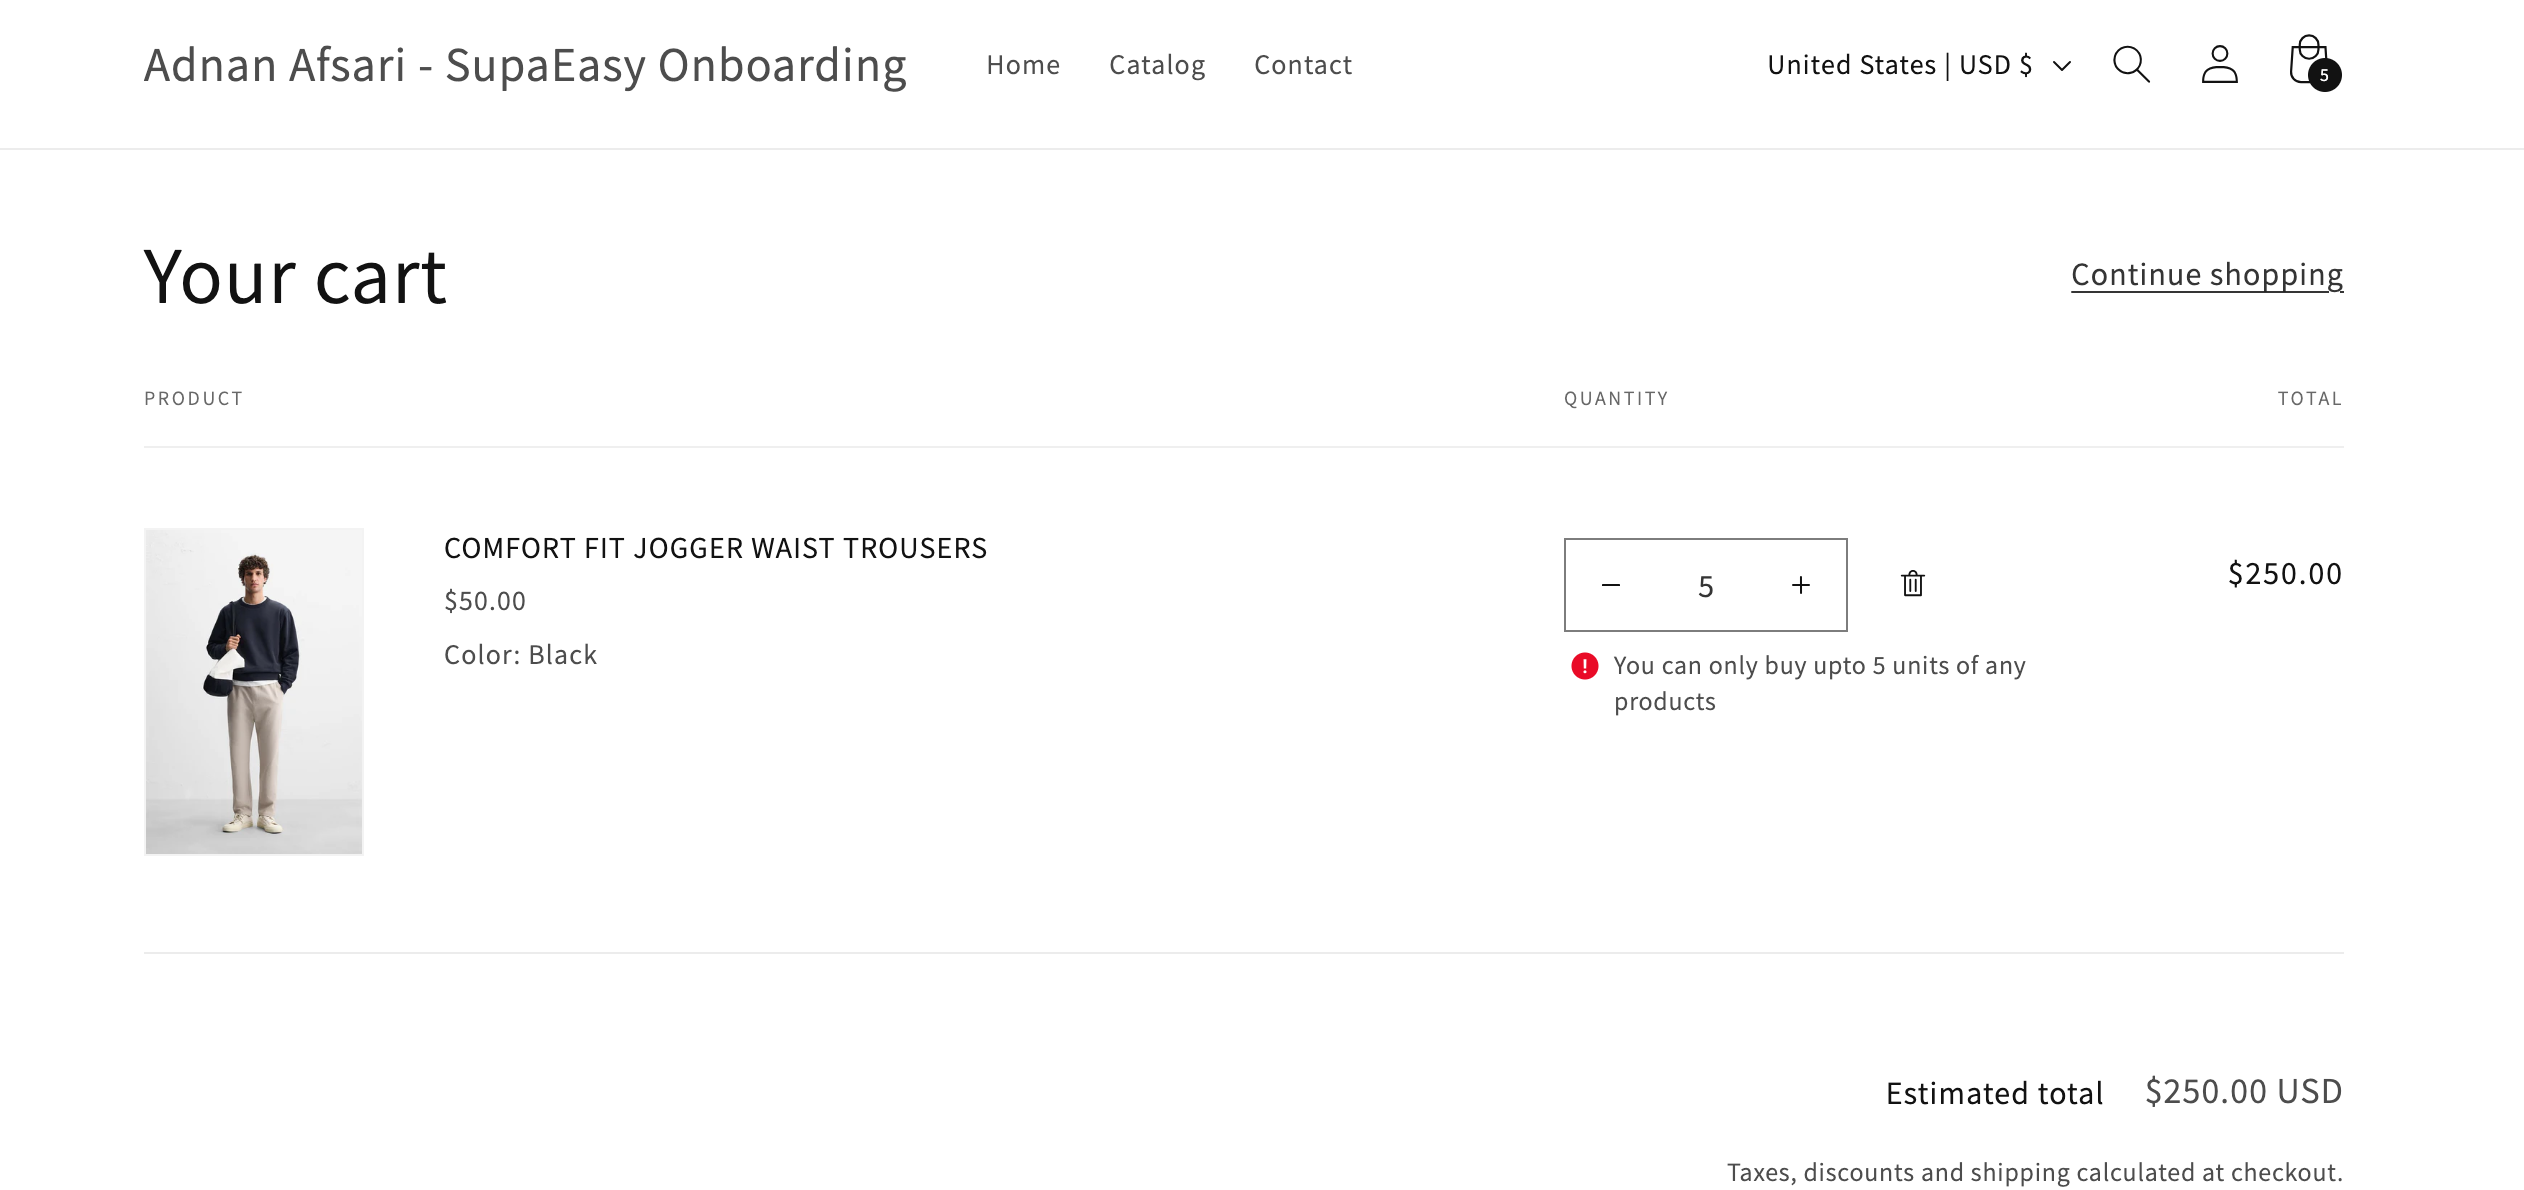 Adnan Afsari - SupaEasy Onboarding
Home Catalog Contact
United States | USD $
5
Your cart
Continue shopping
PRODUCT QUANTITY TOTAL
COMFORT FIT JOGGER WAIST TROUSERS
$50.00
Color: Black
5
$250.00
You can only buy upto 5 units of any
products
Estimated total $250.00 USD
Taxes, discounts and shipping calculated at checkout.